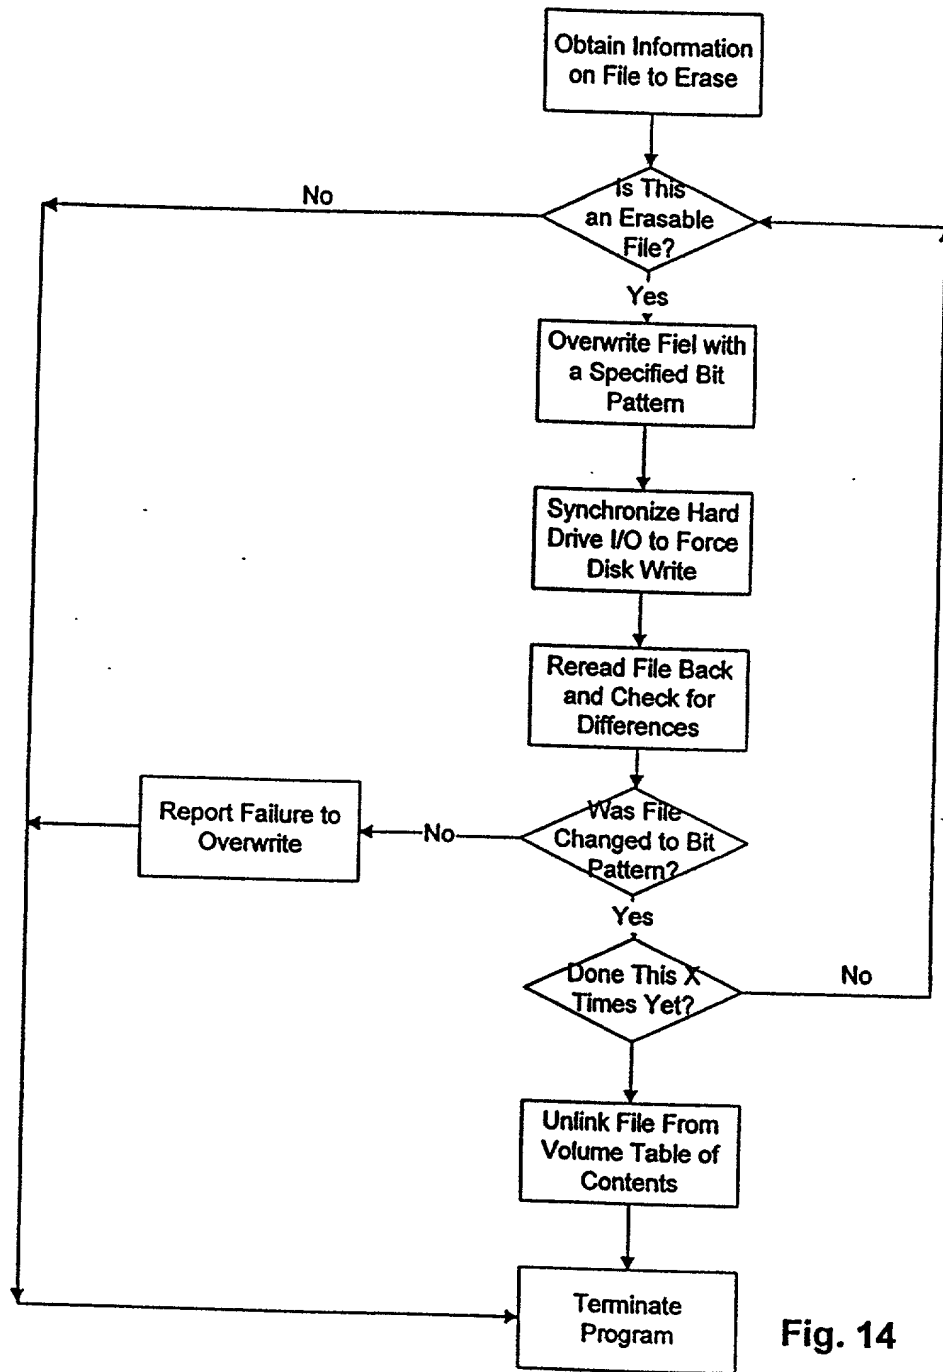 Obtain Information
on File to Erase
No
Is This
an Erasable
File?
Yes
Overwrite Fiel with
a Specified Bit
Pattern
Synchronize Hard
Drive I/O to Force
Disk Write
Reread File Back
and Check for
Differences
Report Failure to
Overwrite
No
Was File
Changed to Bit
Pattern?
Yes
Done This X
Times Yet?
No
Unlink File From
Volume Table of
Contents
Terminate
Program
Fig. 14